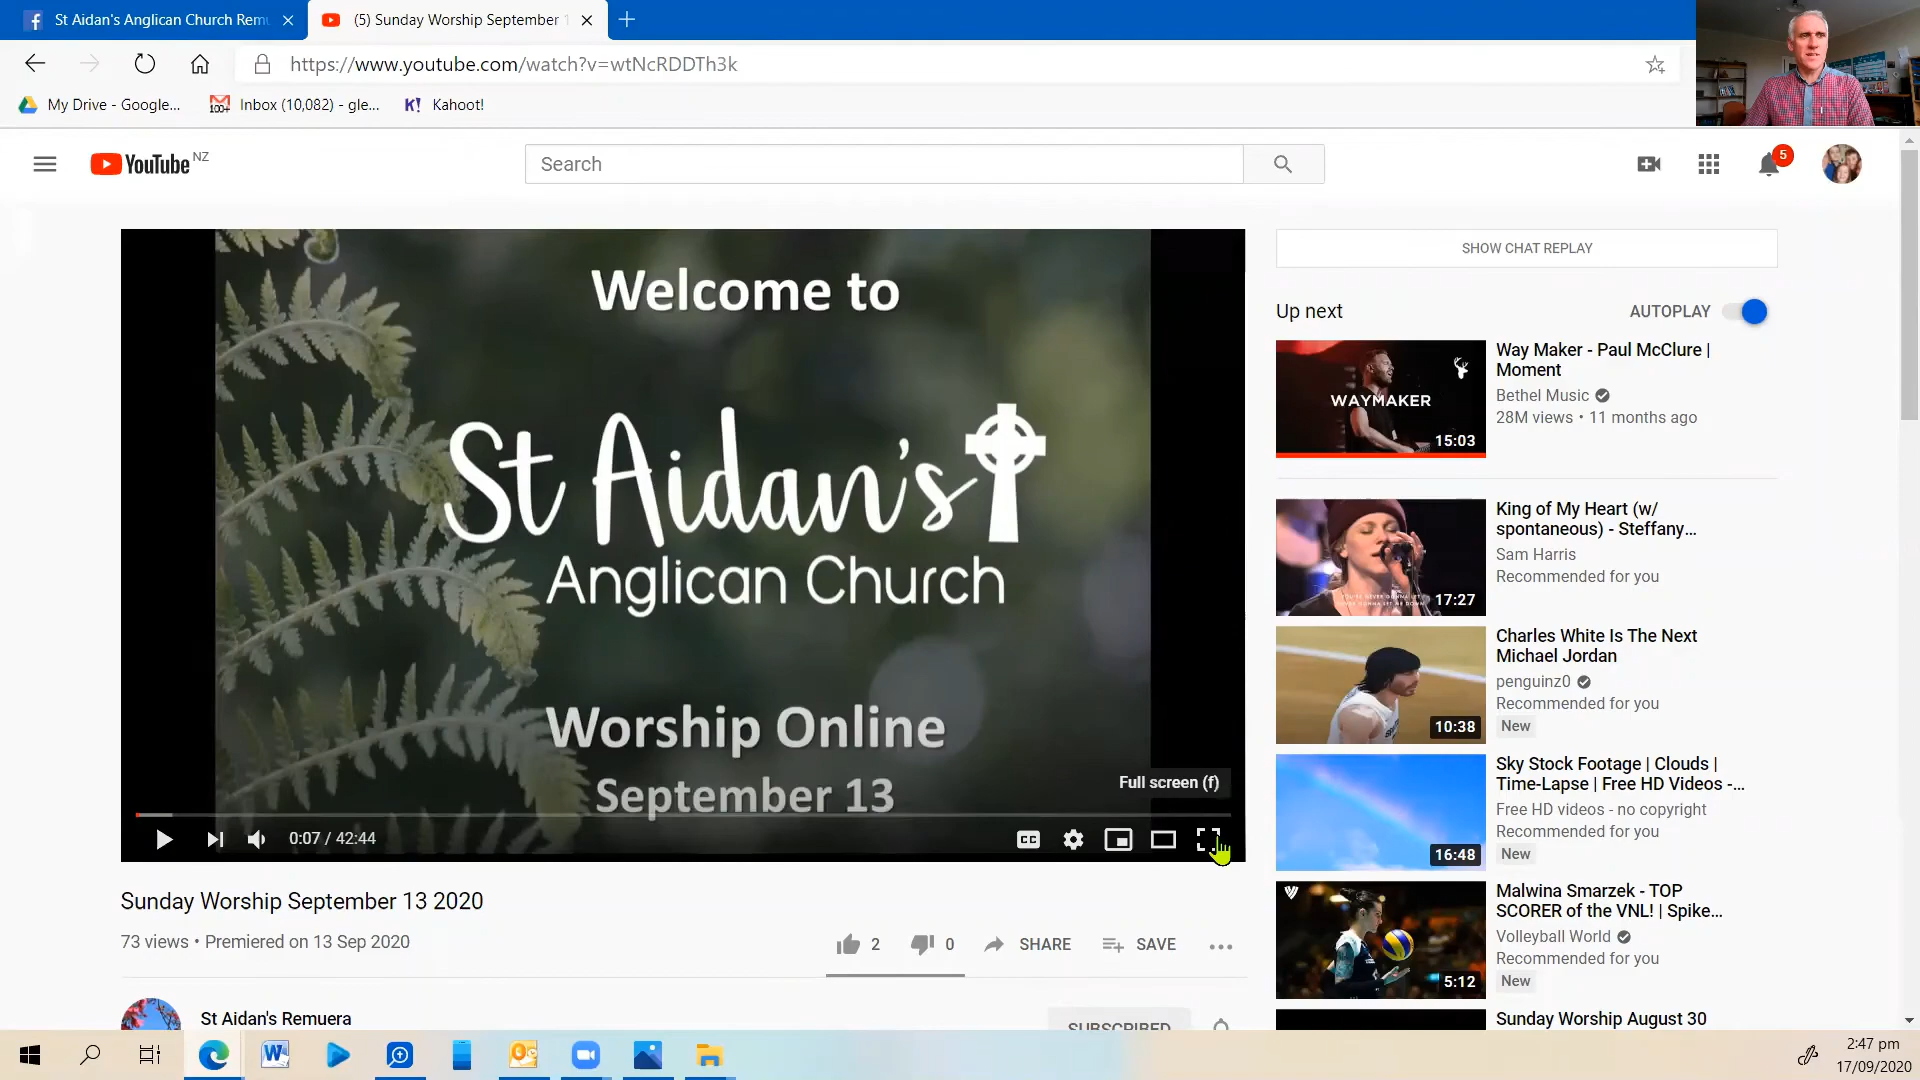 St Aidan's Anglican Church Remu
(5) Sunday Worship September 1
https://www.youtube.com/watch?v=wtNcRDDTh3k
My Drive - Google...
100+
Inbox (10,082) - gle...
K! Kahoot!
YouTube NZ
Search
5
Welcome to
St Aidan's
Anglican Church
Worship Online
September 13
Full screen (f)
0:07 / 42:44
CC
Sunday Worship September 13 2020
73 views • Premiered on 13 Sep 2020
2
0
SHARE
SAVE
St Aidan's Remuera
SUBSCRIBED
SHOW CHAT REPLAY
Up next
AUTOPLAY
WAYMAKER
15:03
Way Maker - Paul McClure |
Moment
Bethel Music
28M views • 11 months ago
17:27
King of My Heart (w/
spontaneous) - Steffany...
Sam Harris
Recommended for you
10:38
Charles White Is The Next
Michael Jordan
penguinz0
Recommended for you
New
16:48
Sky Stock Footage | Clouds |
Time-Lapse | Free HD Videos -...
Free HD videos - no copyright
Recommended for you
New
5:12
Malwina Smarzek - TOP
SCORER of the VNL! | Spike...
Volleyball World
Recommended for you
New
Sunday Worship August 30
2:47 pm
17/09/2020